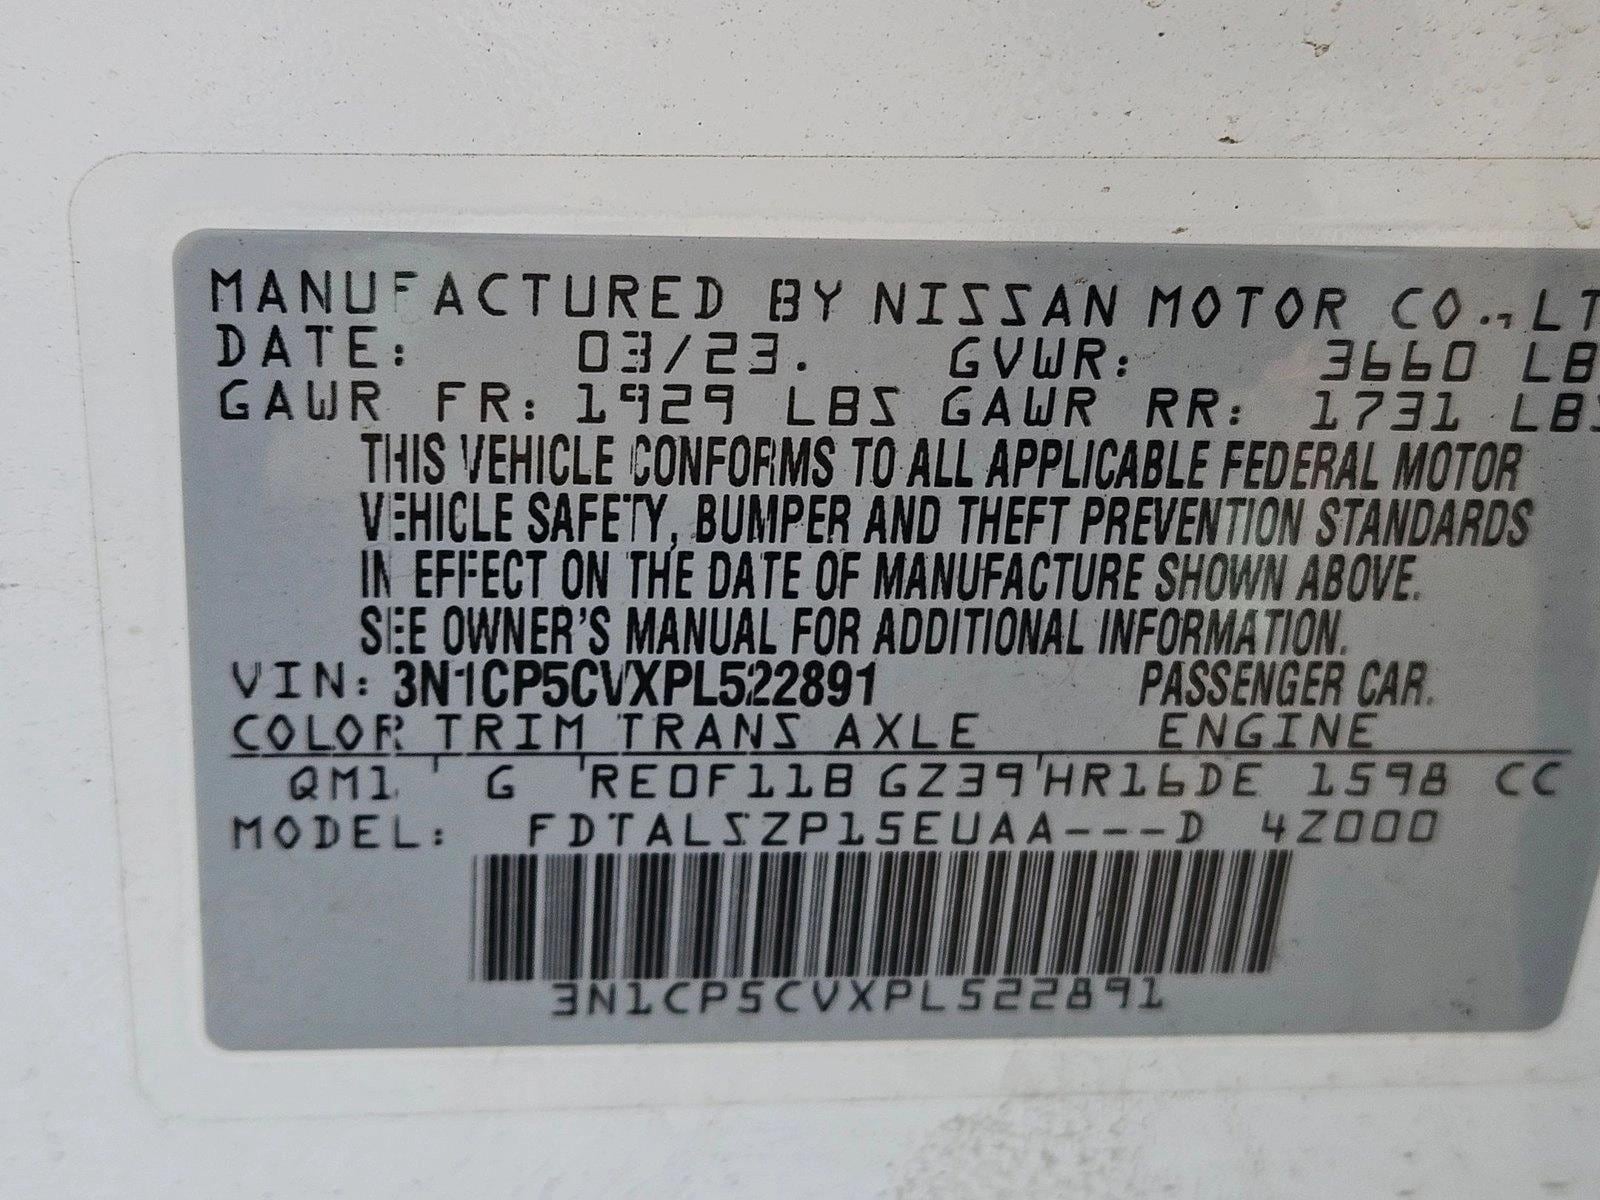 MANUFACTURED BY NISSAN MOTOR CO., LT
DATE: 03/23. GVWR: 3660 LB
GAWR FR: 1929 LBS GAWR RR: 1731 LBS
THIS VEHICLE CONFORMS TO ALL APPLICABLE FEDERAL MOTOR
VEHICLE SAFETY, BUMPER AND THEFT PREVENTION STANDARDS
IN EFFECT ON THE DATE OF MANUFACTURE SHOWN ABOVE.
SEE OWNER'S MANUAL FOR ADDITIONAL INFORMATION.
VIN: 3N1CP5CVXPL522891 PASSENGER CAR.
COLOR TRIM TRANS AXLE ENGINE
QM1 G RE0F11B GZ39 HR16DE 1598 CC
MODEL: FDTALSZP15EUAA---D 4Z000
3N1CP5CVXPL522891